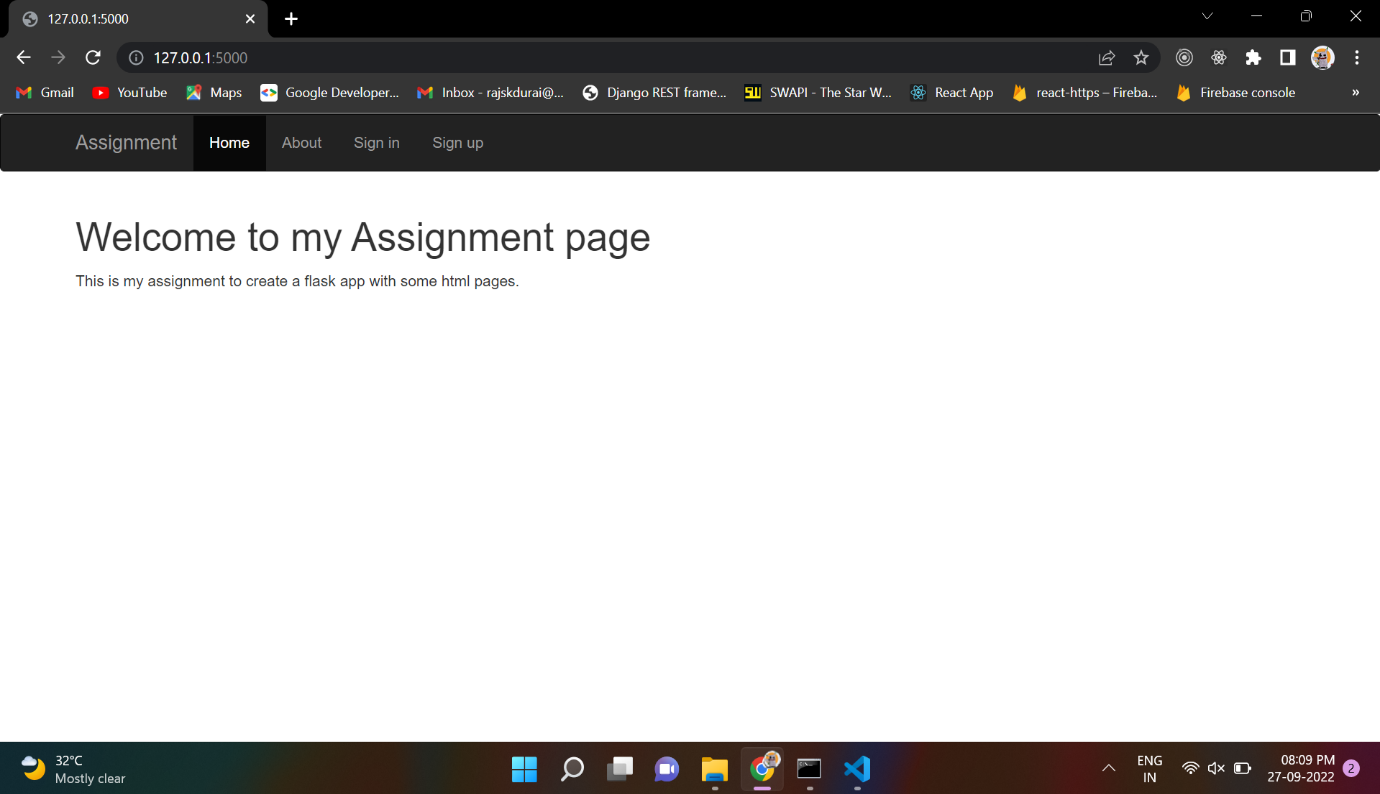 127.0.0.1:5000
127.0.0.1:5000
Gmail YouTube Maps Google Developer... Inbox - rajskdurai@... Django REST frame... SWAPI - The Star W... React App react-https – Fireba... Firebase console »
Assignment Home About Sign in Sign up
Welcome to my Assignment page
This is my assignment to create a flask app with some html pages.
32°C
Mostly clear
ENG
IN
08:09 PM
27-09-2022
2